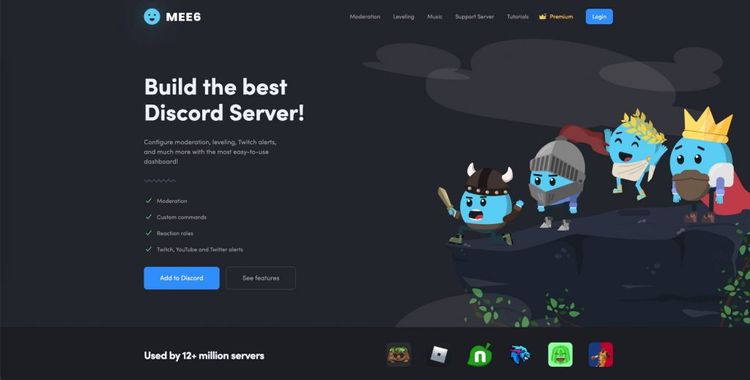 MEE6
Moderation Leveling Music Support Server Tutorials Premium Login
Build the best
Discord Server!
Configure moderation, leveling, Twitch alerts,
and much more with the most easy-to-use
dashboard!
Moderation
Custom commands
Reaction roles
Twitch, YouTube and Twitter alerts
Add to Discord See features
Used by 12+ million servers
n